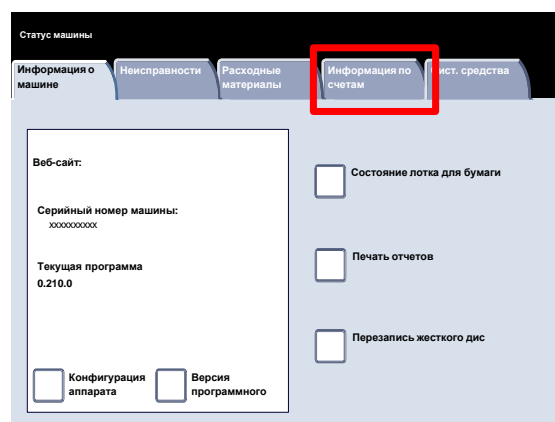 Статус машины
Информация о
машине
Неисправности
Расходные
материалы
Информация по
счетам
ист. средства
Веб-сайт:
Серийный номер машины:
xxxxxxxxxx
Текущая программа
0.210.0
Конфигурация
аппарата
Версия
программного
Состояние лотка для бумаги
Печать отчетов
Перезапись жесткого дис